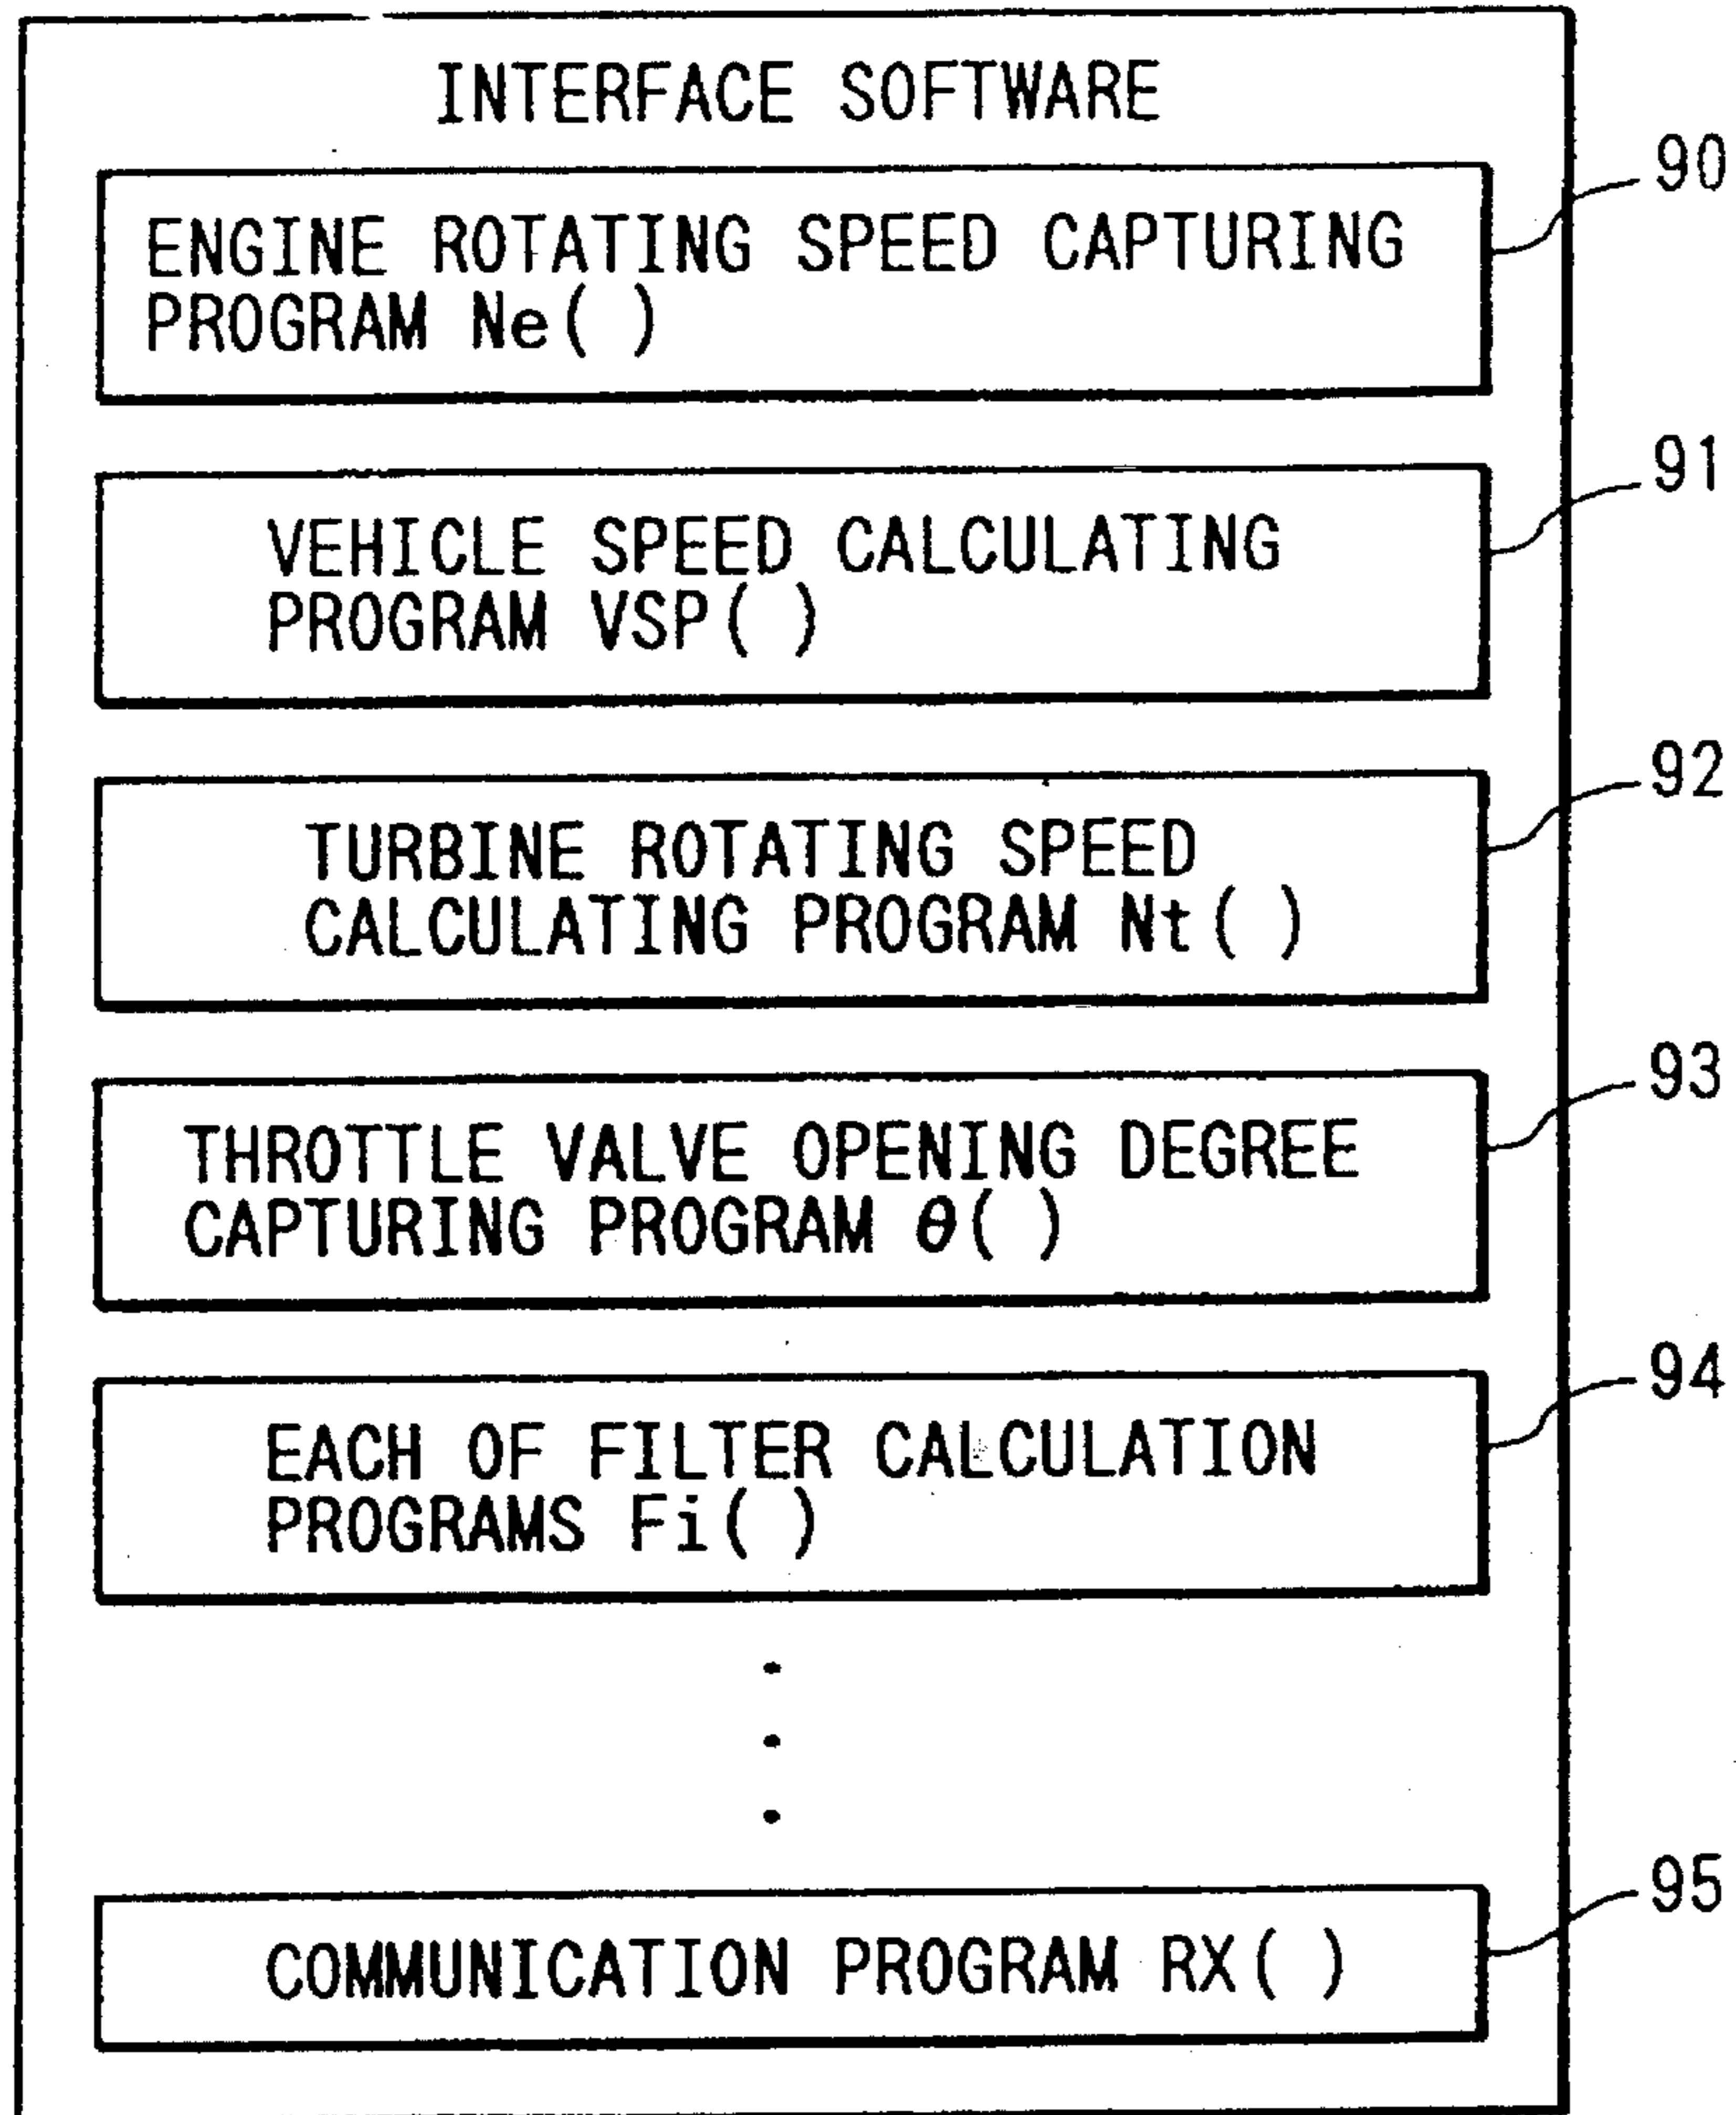 INTERFACE SOFTWARE
90
ENGINE ROTATING SPEED CAPTURING
PROGRAM Ne( )
91
VEHICLE SPEED CALCULATING
PROGRAM VSP( )
92
TURBINE ROTATING SPEED
CALCULATING PROGRAM Nt( )
93
THROTTLE VALVE OPENING DEGREE
CAPTURING PROGRAM θ( )
94
EACH OF FILTER CALCULATION
PROGRAMS Fi( )
95
COMMUNICATION PROGRAM RX( )